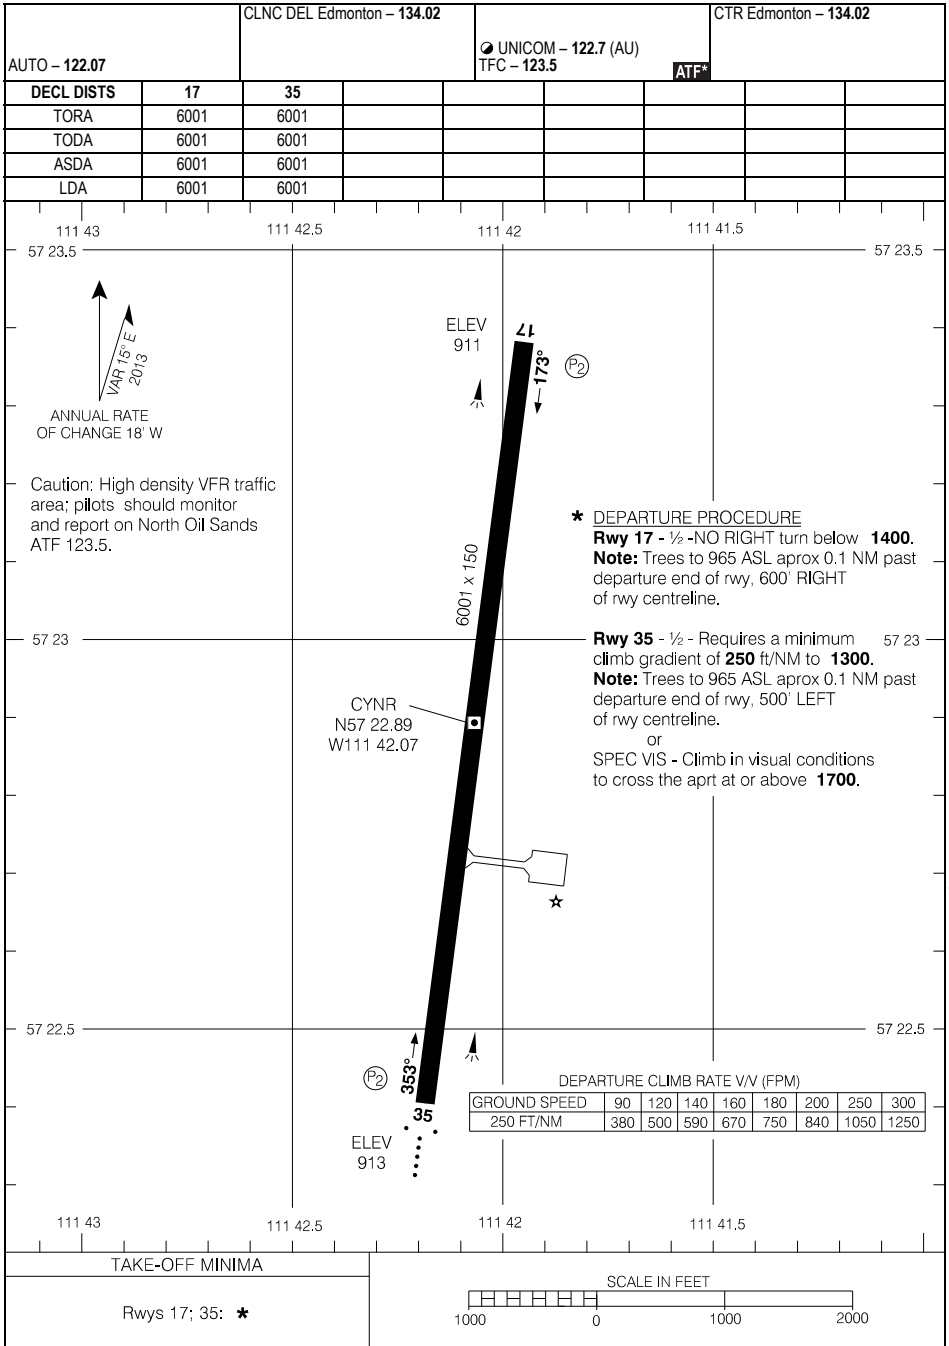 CLNC DEL Edmonton – 134.02
CTR Edmonton – 134.02
AUTO – 122.07
UNICOM – 122.7 (AU)
TFC – 123.5
ATF*
DECL DISTS 17 35
TORA 6001 6001
TODA 6001 6001
ASDA 6001 6001
LDA 6001 6001
111 43 111 42.5 111 42 111 41.5
57 23.5 57 23.5
VAR 15° E
2013
ANNUAL RATE
OF CHANGE 18' W
ELEV
911
17
173°
P2
Caution: High density VFR traffic
area; pilots should monitor
and report on North Oil Sands
ATF 123.5.
6001 x 150
* DEPARTURE PROCEDURE
Rwy 17 - ½ -NO RIGHT turn below 1400.
Note: Trees to 965 ASL aprox 0.1 NM past
departure end of rwy, 600' RIGHT
of rwy centreline.
57 23 57 23
Rwy 35 - ½ - Requires a minimum
climb gradient of 250 ft/NM to 1300.
Note: Trees to 965 ASL aprox 0.1 NM past
departure end of rwy, 500' LEFT
of rwy centreline.
or
SPEC VIS - Climb in visual conditions
to cross the aprt at or above 1700.
CYNR
N57 22.89
W111 42.07
57 22.5 57 22.5
P2
353°
35
ELEV
913
DEPARTURE CLIMB RATE V/V (FPM)
GROUND SPEED 90 120 140 160 180 200 250 300
250 FT/NM 380 500 590 670 750 840 1050 1250
111 43 111 42.5 111 42 111 41.5
TAKE-OFF MINIMA
Rwys 17; 35: *
SCALE IN FEET
1000 0 1000 2000